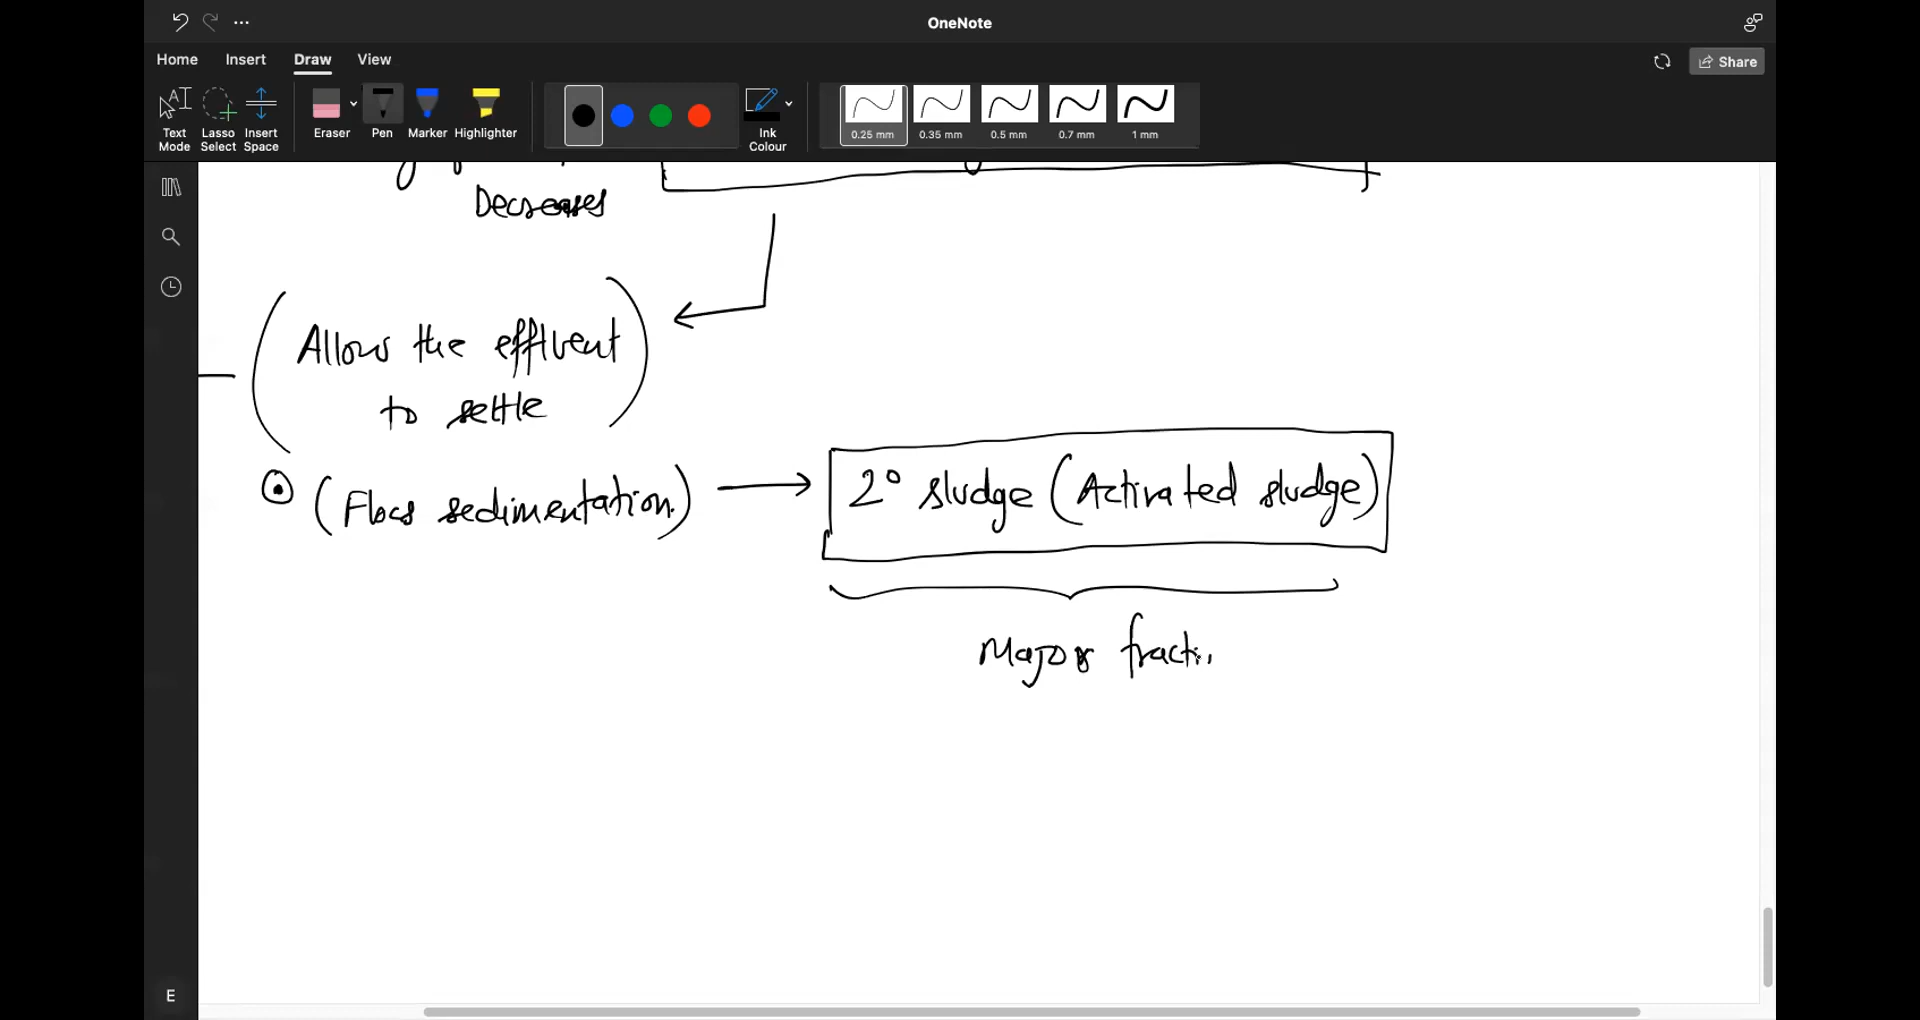 OneNote
Home Insert Draw View
Share
Text Mode
Lasso Select
Insert Space
Eraser
Pen
Marker
Highlighter
Ink Colour
0.25 mm
0.35 mm
0.5 mm
0.7 mm
1 mm
Decreases
(Allows the effluent
to settle)
(Flocs sedimentation) → 2° sludge (Activated sludge)
Major fracti
E